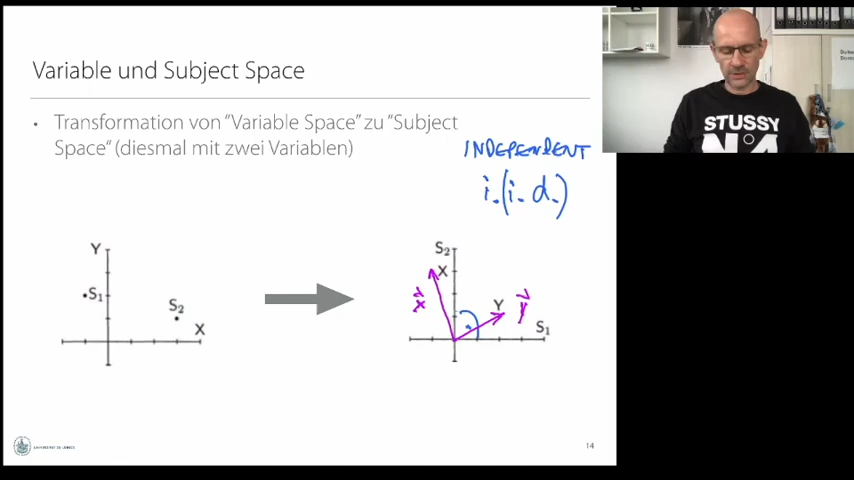 Variable und Subject Space
• Transformation von "Variable Space" zu "Subject
Space" (diesmal mit zwei Variablen)
INDEPENDENT
i.(i.d.)
Y
S1
S2
X
S2
X
x
Y
y
S1
14
STUSSY